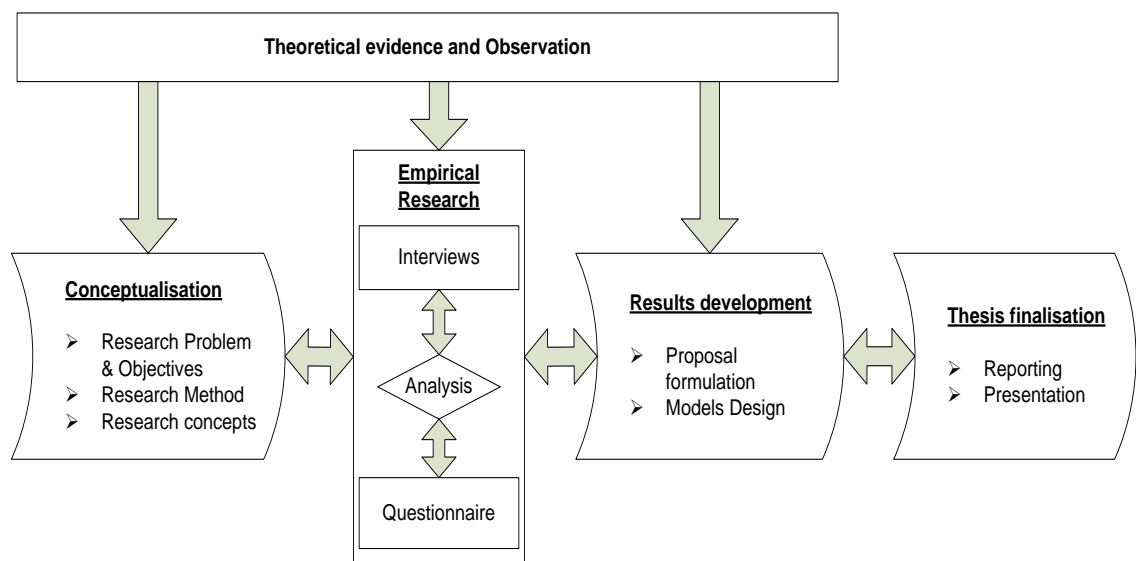 Theoretical evidence and Observation
Conceptualisation
➢ Research Problem
& Objectives
➢ Research Method
➢ Research concepts
Empirical
Research
Interviews
Analysis
Questionnaire
Results development
➢ Proposal
formulation
➢ Models Design
Thesis finalisation
➢ Reporting
➢ Presentation